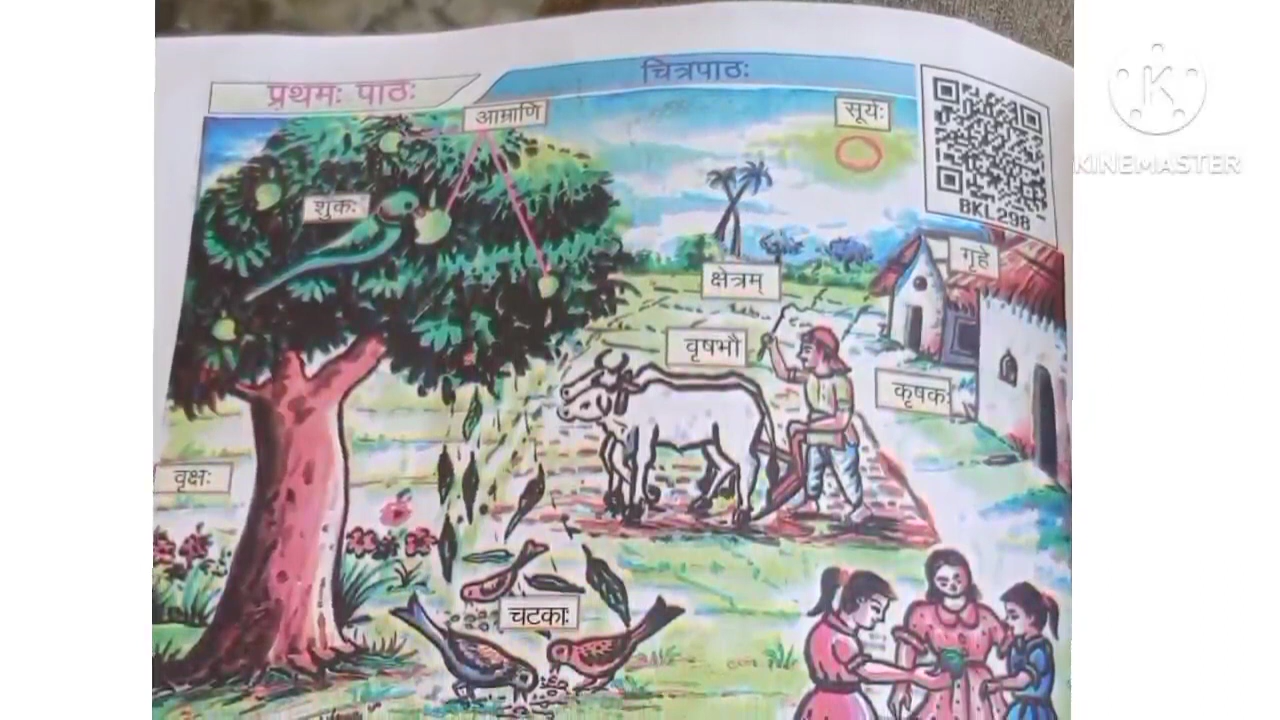 प्रथमः पाठः
चित्रपाठः
आम्राणि
सूर्यः
BKL298
शुकः
गृहे
क्षेत्रम्
वृषभौ
कृषकः
वृक्षः
चटकाः
KINEMASTER